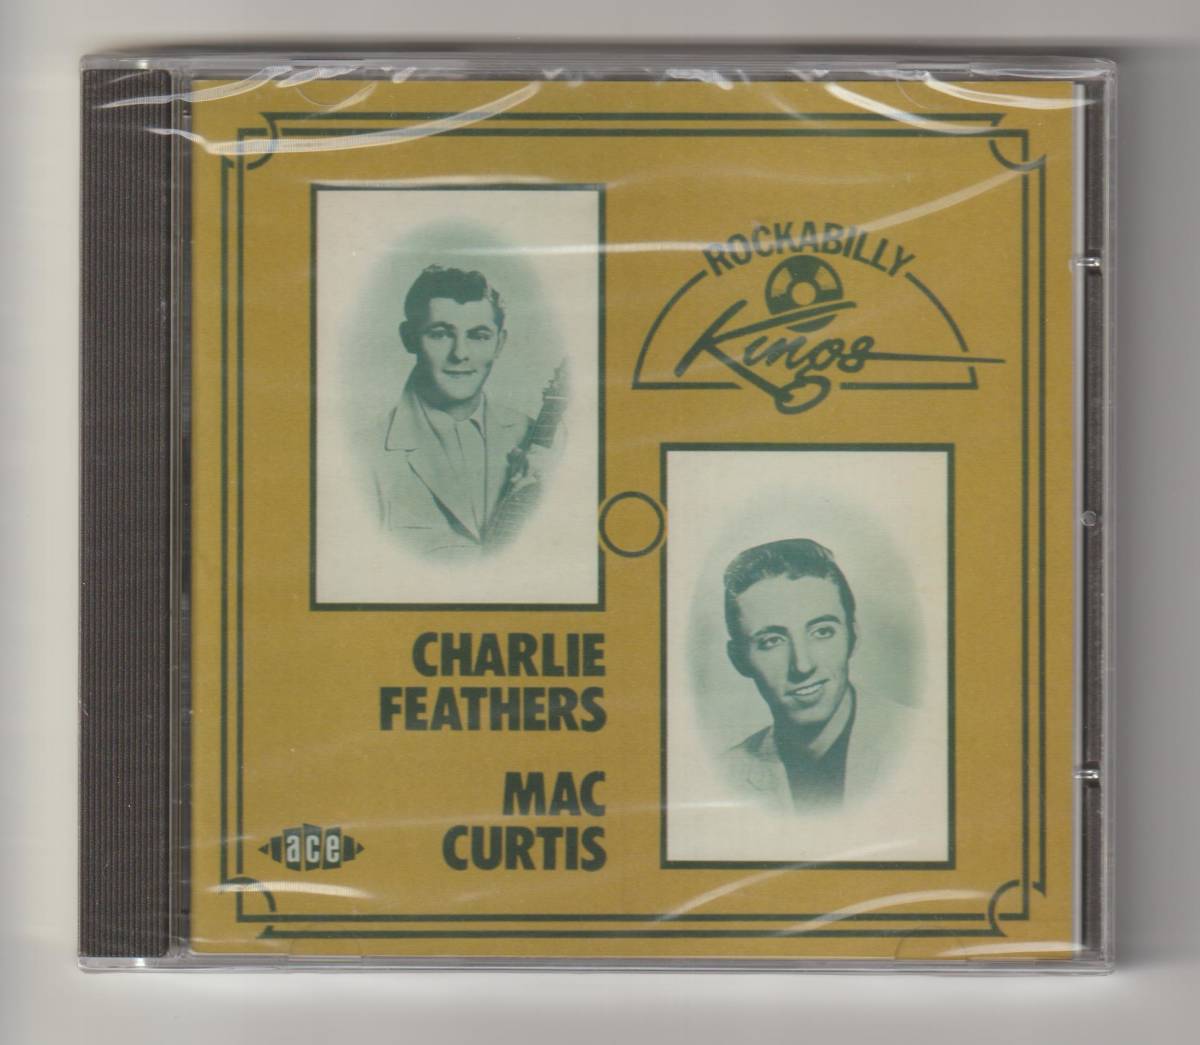 ROCKABILLY
Kings
CHARLIE
FEATHERS
MAC
CURTIS
ace